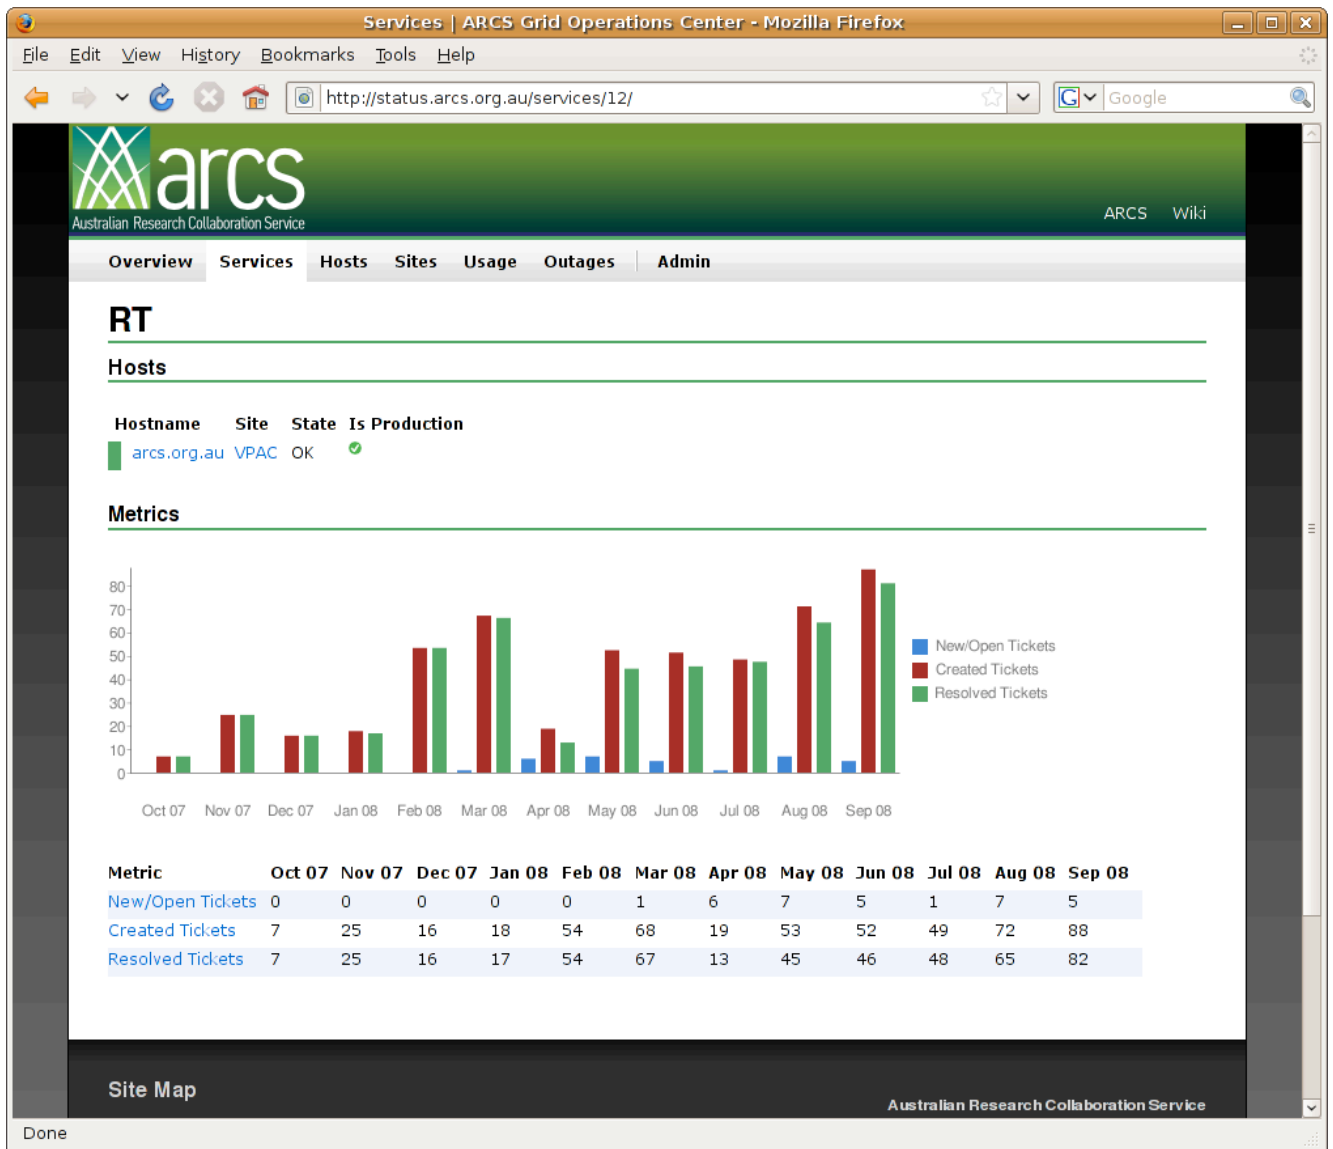 Services | ARCS Grid Operations Center - Mozilla Firefox
File Edit View History Bookmarks Tools Help
http://status.arcs.org.au/services/12/ G Google
arcs
Australian Research Collaboration Service
ARCS Wiki
Overview Services Hosts Sites Usage Outages Admin
RT
Hosts
Hostname Site State Is Production
arcs.org.au VPAC OK
Metrics
80
70
60
50
40
30
20
10
0
New/Open Tickets
Created Tickets
Resolved Tickets
Oct 07 Nov 07 Dec 07 Jan 08 Feb 08 Mar 08 Apr 08 May 08 Jun 08 Jul 08 Aug 08 Sep 08
Metric Oct 07 Nov 07 Dec 07 Jan 08 Feb 08 Mar 08 Apr 08 May 08 Jun 08 Jul 08 Aug 08 Sep 08
New/Open Tickets 0 0 0 0 0 1 6 7 5 1 7 5
Created Tickets 7 25 16 18 54 68 19 53 52 49 72 88
Resolved Tickets 7 25 16 17 54 67 13 45 46 48 65 82
Site Map
Australian Research Collaboration Service
Done